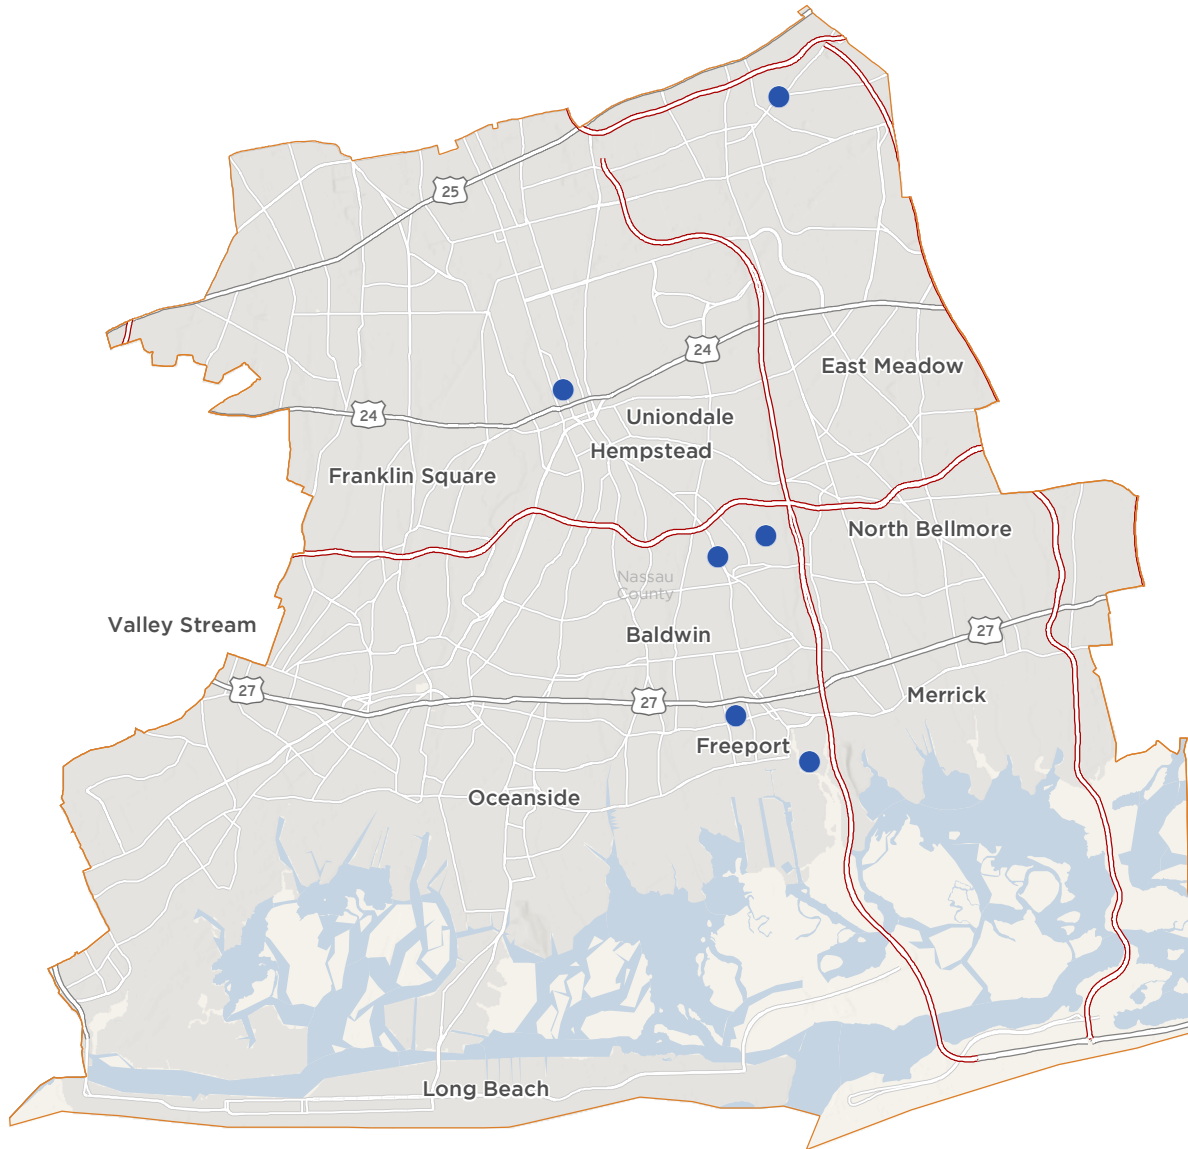 25
24
East Meadow
24
Uniondale
Hempstead
Franklin Square
North Bellmore
Nassau
County
Valley Stream
Baldwin
27
27
27
Merrick
Freeport
Oceanside
Long Beach